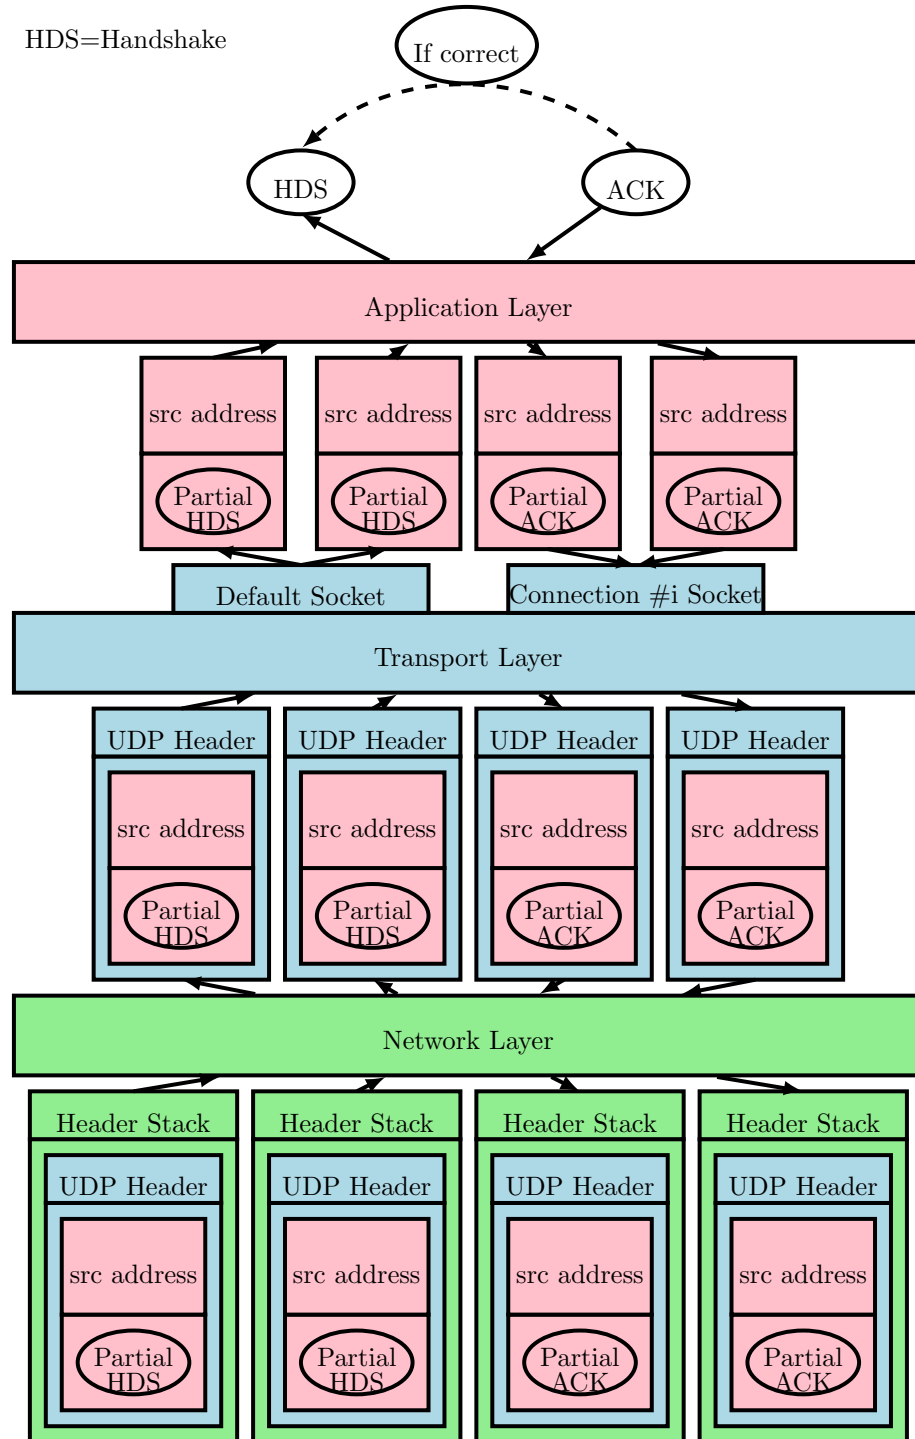 If correct
HDS=Handshake
HDS
ACK
Application Layer
src address
src address
src address
src address
Partial
HDS
Partial
HDS
Partial
ACK
Partial
ACK
Default Socket
Connection #i Socket
Transport Layer
UDP Header
UDP Header
UDP Header
UDP Header
src address
src address
src address
src address
Partial
HDS
Partial
HDS
Partial
ACK
Partial
ACK
Network Layer
Header Stack
Header Stack
Header Stack
Header Stack
UDP Header
UDP Header
UDP Header
UDP Header
src address
src address
src address
src address
Partial
HDS
Partial
HDS
Partial
ACK
Partial
ACK